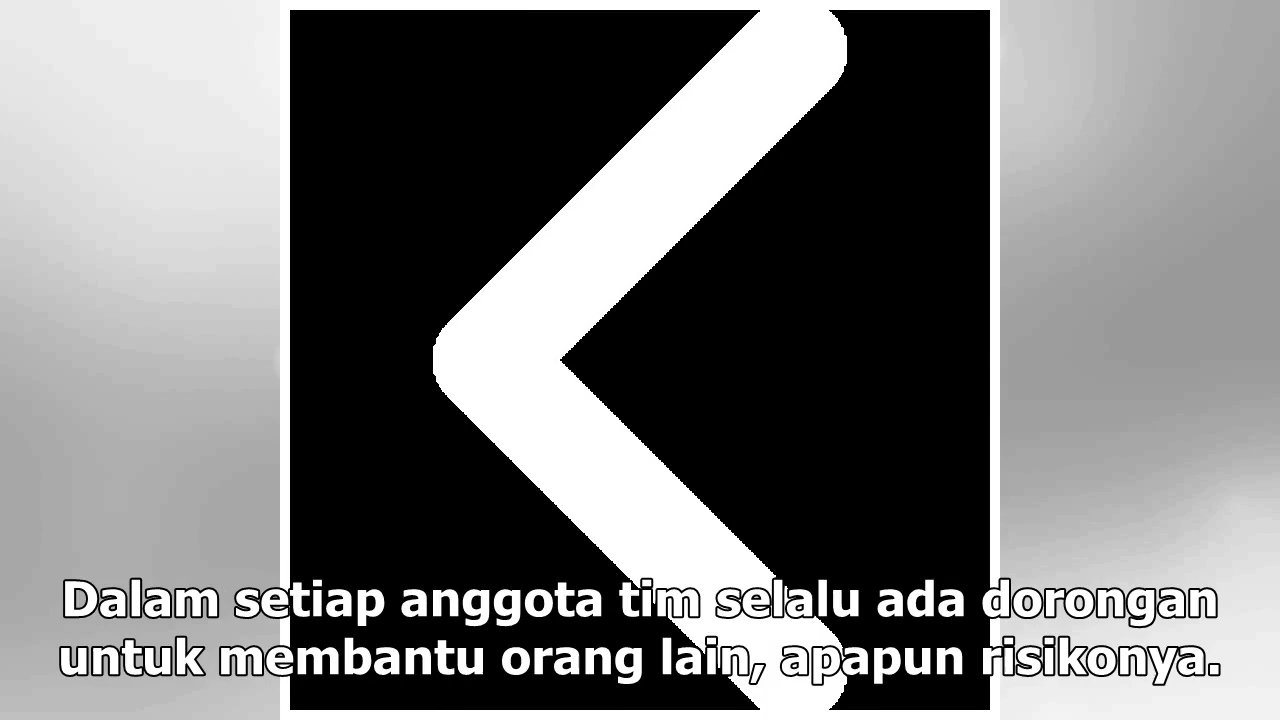 Dalam setiap anggota tim selalu ada dorongan
untuk membantu orang lain, apapun risikonya.